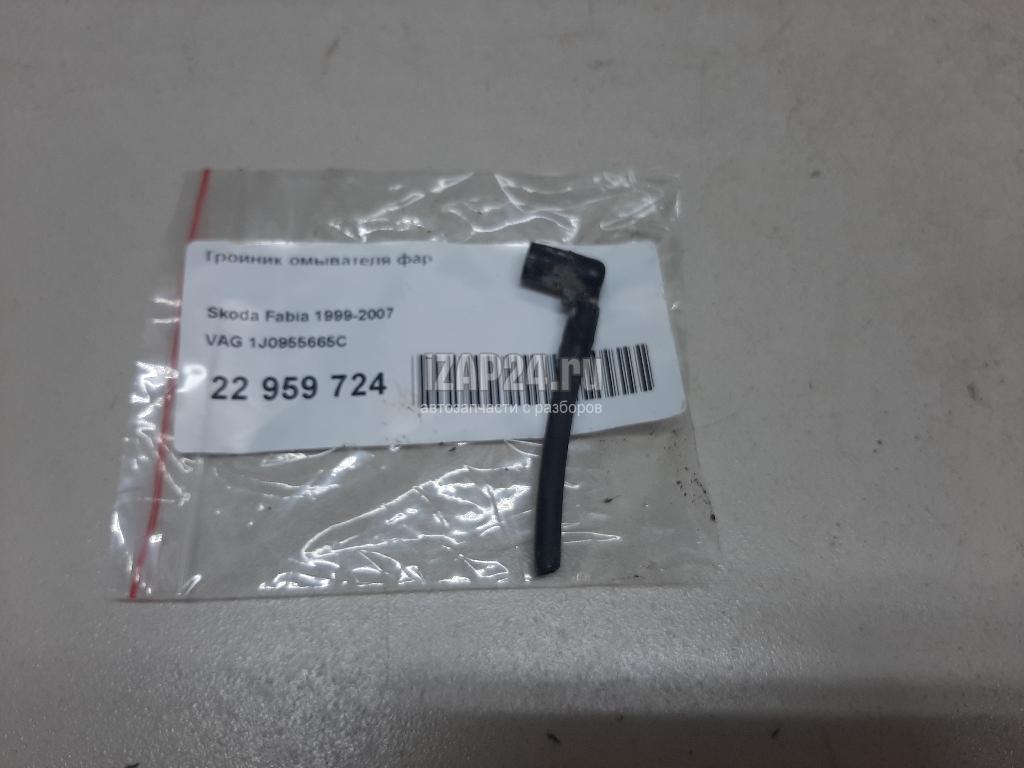 Тройник омывателя фар
Skoda Fabia 1999-2007
VAG 1J0955665C
22 959 724
iZAP24.ru
автозапчасти с разборов